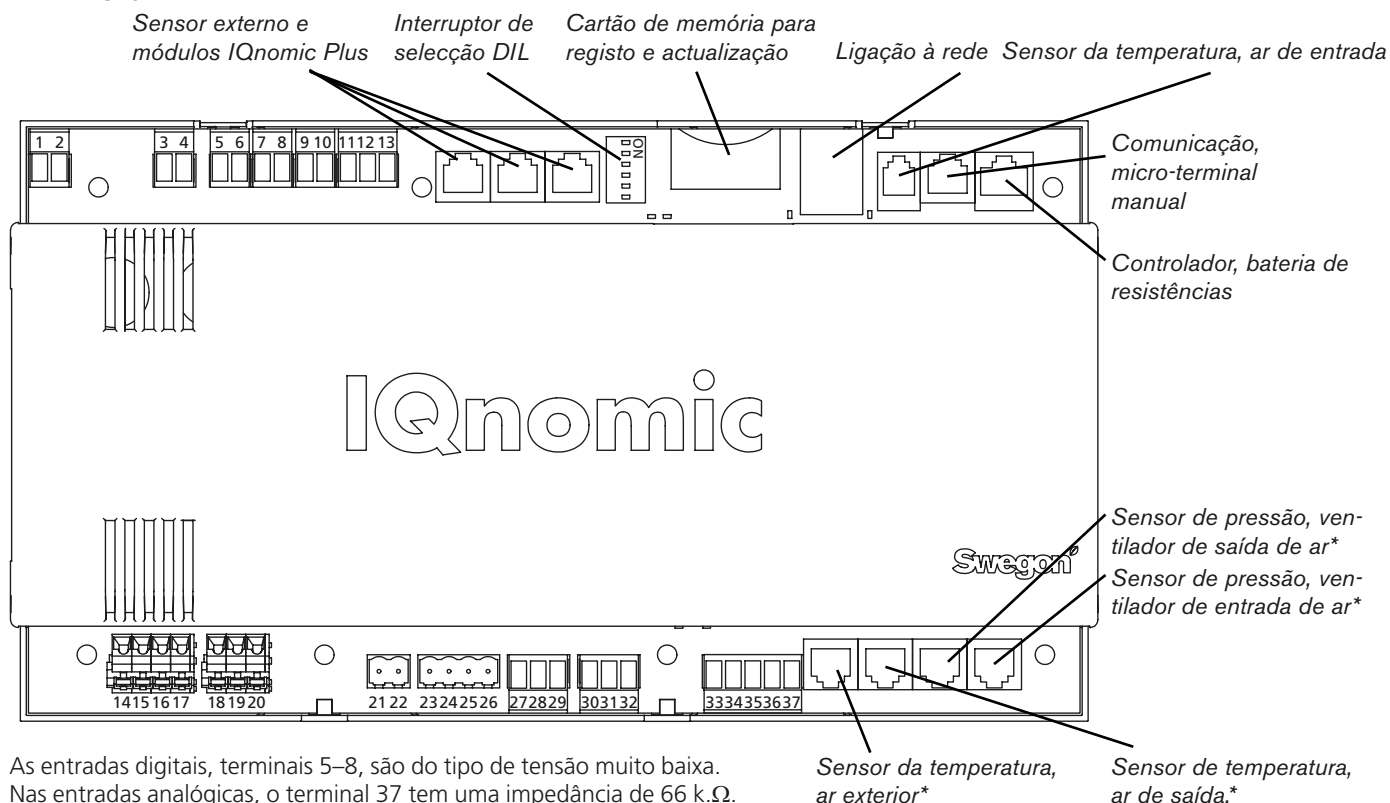 Sensor externo e
módulos IQnomic Plus
Interruptor de
selecção DIL
Cartão de memória para
registo e actualização
Ligação à rede
Sensor da temperatura, ar de entrada
1 2
3 4
5 6
7 8
9 10
11 12 13
ON
Comunicação,
micro-terminal
manual
Controlador, bateria de
resistências
IQnomic
Swegon
Sensor de pressão, ven-
tilador de saída de ar*
Sensor de pressão, ven-
tilador de entrada de ar*
14 15 16 17
18 19 20
21 22
23 24 25 26
27 28 29
30 31 32
33 34 35 36 37
As entradas digitais, terminais 5–8, são do tipo de tensão muito baixa.
Nas entradas analógicas, o terminal 37 tem uma impedância de 66 k.Ω.
Sensor da temperatura,
ar exterior*
Sensor de temperatura,
ar de saída.*